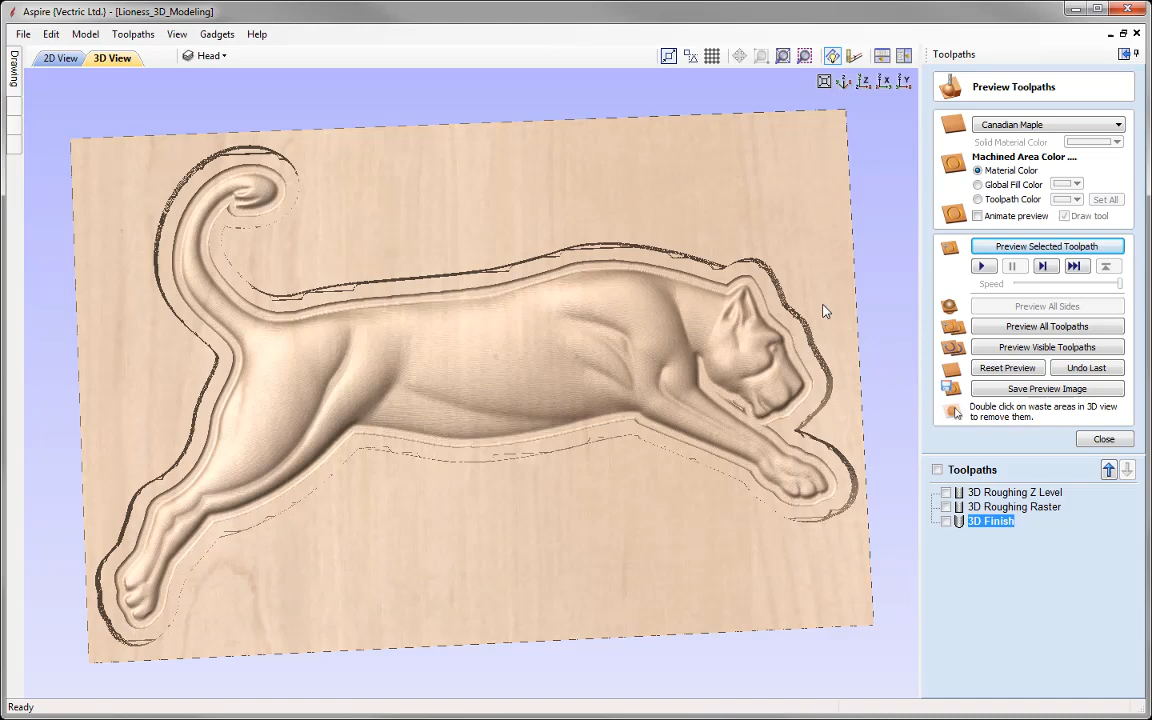 Aspire {Vectric Ltd.} - [Lioness_3D_Modeling]
File Edit Model Toolpaths View Gadgets Help
Drawing
2D View 3D View Head
Z X Y
Toolpaths
Preview Toolpaths
Canadian Maple
Solid Material Color
Machined Area Color ....
Material Color
Global Fill Color
Toolpath Color Set All
Animate preview Draw tool
Preview Selected Toolpath
Speed
Preview All Sides
Preview All Toolpaths
Preview Visible Toolpaths
Reset Preview Undo Last
Save Preview Image
Double click on waste areas in 3D view
to remove them.
Close
Toolpaths
3D Roughing Z Level
3D Roughing Raster
3D Finish
Ready